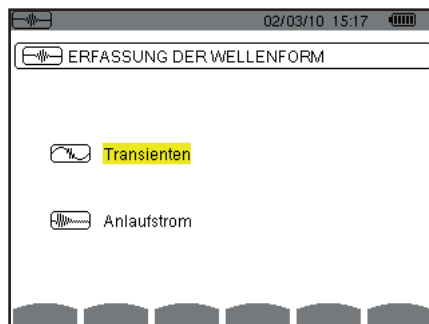 02/03/10 15:17
ERFASSUNG DER WELLENFORM
Transienten
Anlaufstrom